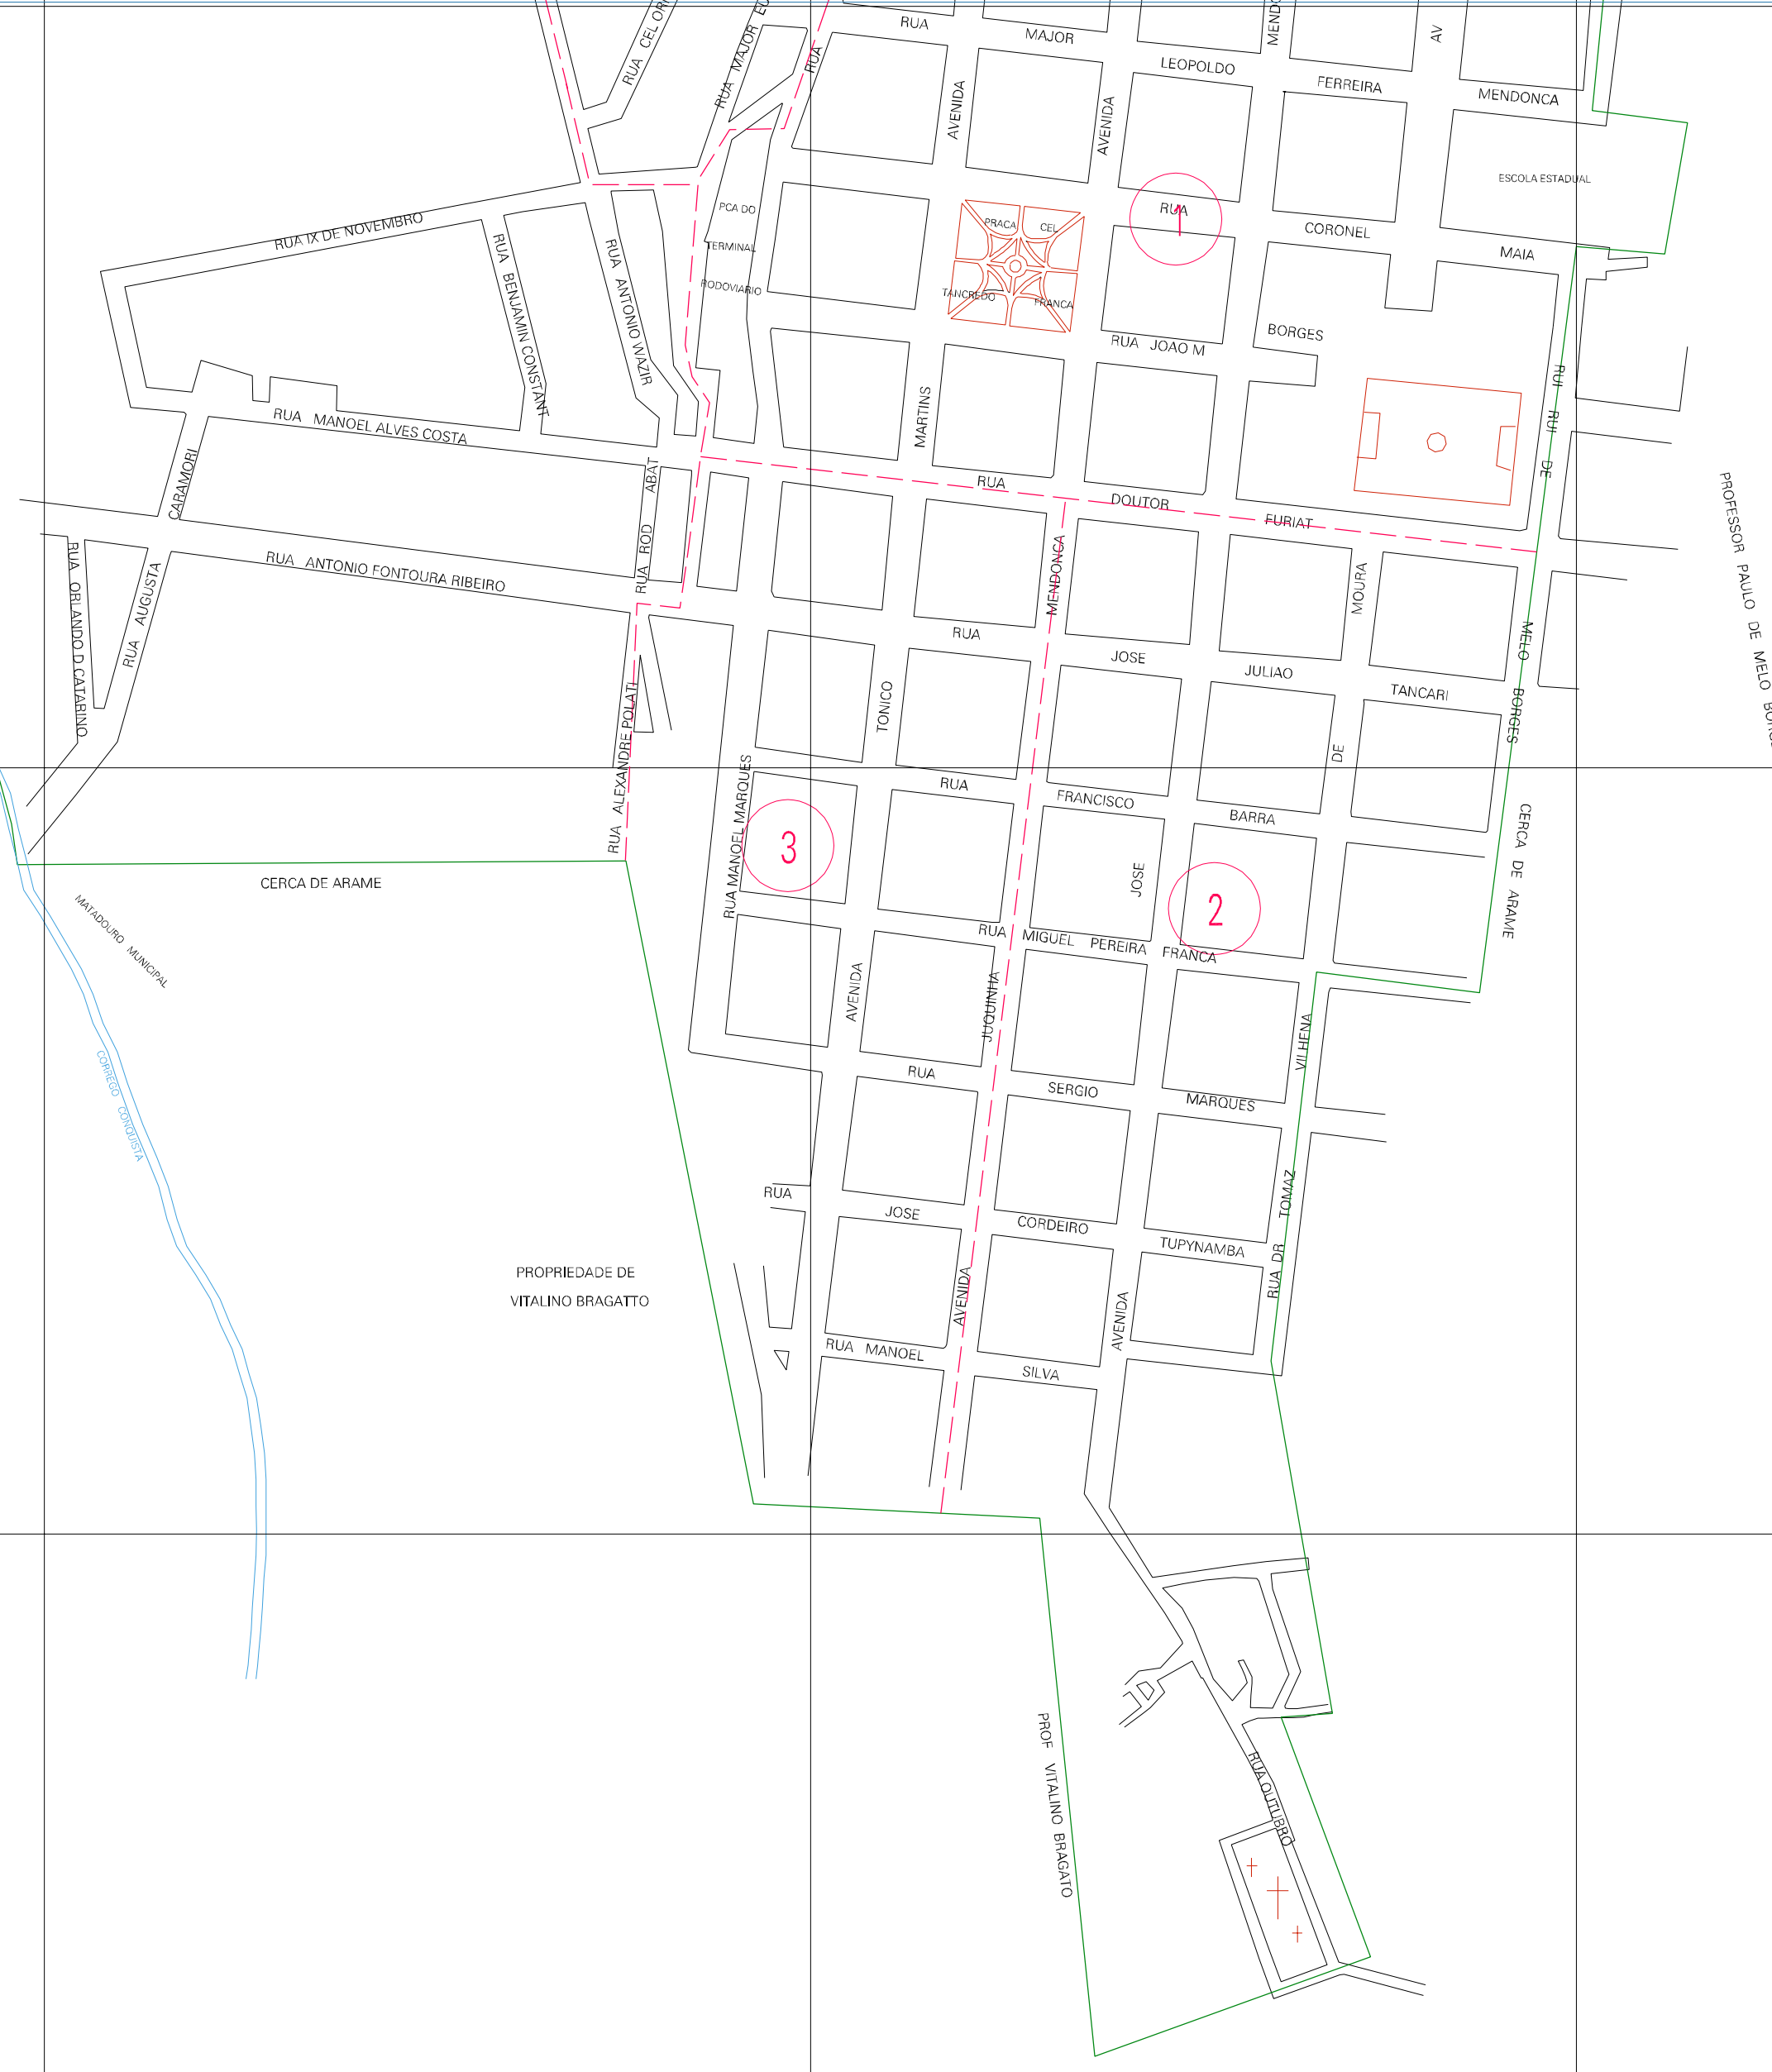 RUA MAJOR LEOPOLDO FERREIRA MENDONCA
RUA
AVENIDA
AVENIDA
AV
ESCOLA ESTADUAL
RUA IX DE NOVEMBRO
RUA BENJAMIN CONSTANT
RUA ANTONIO WAZIR
PCA DO
TERMINAL
RODOVIARIO
PRACA CEL
TANCREDO FRANCA
1
RUA CORONEL MAIA
RUA JOAO M BORGES
RUA MANOEL ALVES COSTA
MARTINS
RUI RUI DE MELO BORGES
RUA DOUTOR FURIAT
CARAMORI
RUA AUGUSTA
RUA ROD ABAT
RUA ANTONIO FONTOURA RIBEIRO
RUA ORLANDO D CATARINO
MENDONCA
MOURA
PROFESSOR PAULO DE MELO
RUA JOSE JULIAO TANCARI
TONICO
DE
RUA ALEXANDRE POLATI
RUA MANOEL MARQUES
RUA FRANCISCO BARRA
3
JOSE
2
CERCA DE ARAME
CERCA DE ARAME
MATADOURO MUNICIPAL
CORREGO CONQUISTA
RUA MIGUEL PEREIRA FRANCA
AVENIDA
JUQUINHA
VILHENA
RUA SERGIO MARQUES
RUA JOSE CORDEIRO TUPYNAMBA
RUA DR TOMAZ
PROPRIEDADE DE
VITALINO BRAGATTO
AVENIDA
AVENIDA
RUA MANOEL SILVA
PROF VITALINO BRAGATO
RUA OUTUBRO